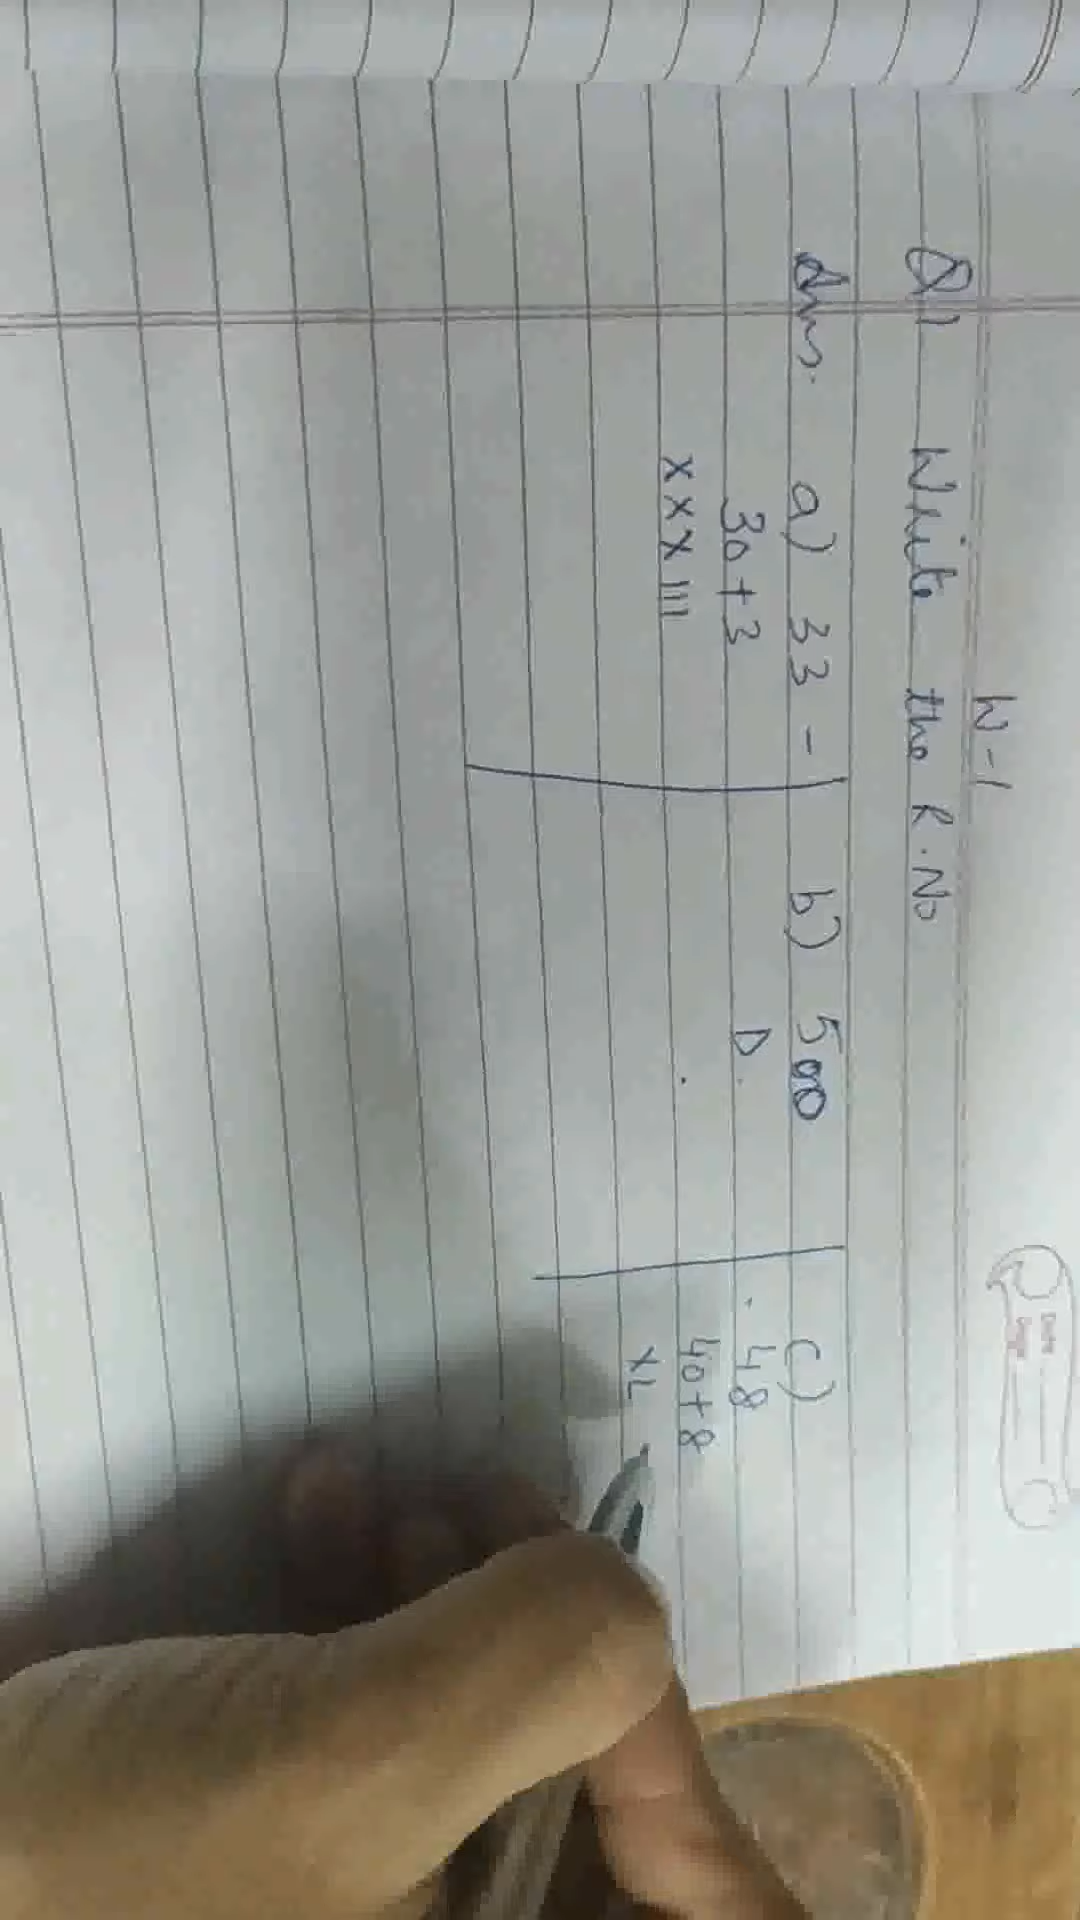 W-1
Q1) Write the R.No
Ans. a) 33 -
30+3
XXXIII
b) 500
D
c)
48
40+8
XL